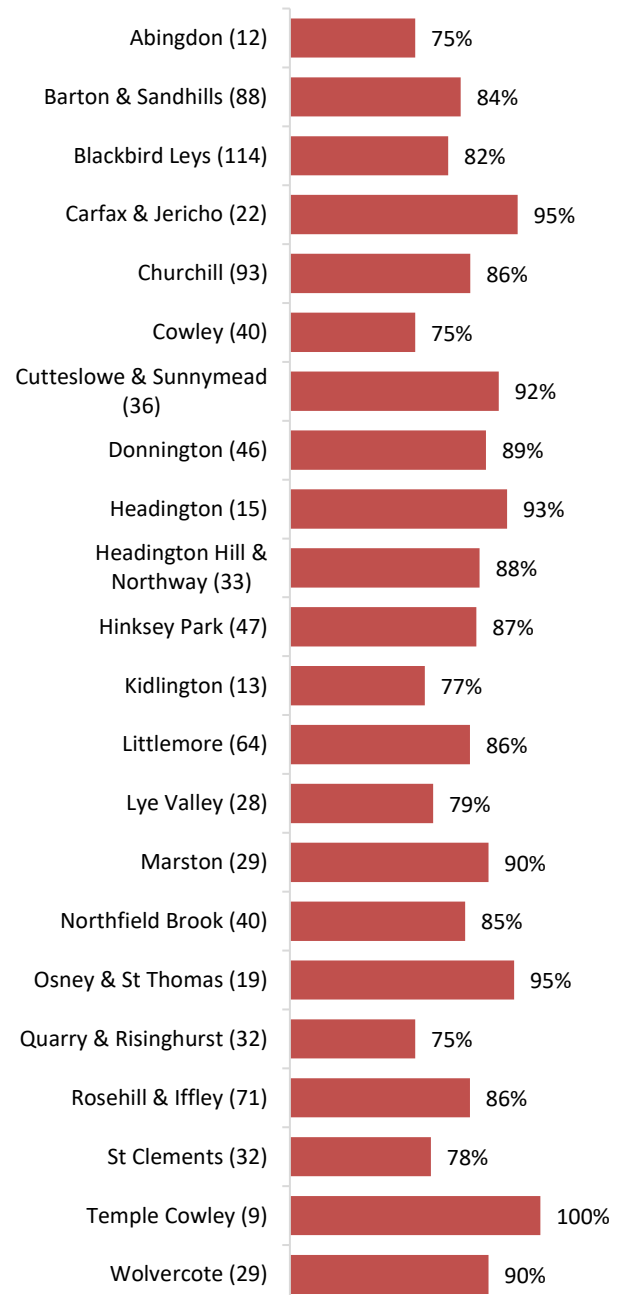 Abingdon (12) 75%
Barton & Sandhills (88) 84%
Blackbird Leys (114) 82%
Carfax & Jericho (22) 95%
Churchill (93) 86%
Cowley (40) 75%
Cutteslowe & Sunnymead
(36) 92%
Donnington (46) 89%
Headington (15) 93%
Headington Hill &
Northway (33) 88%
Hinksey Park (47) 87%
Kidlington (13) 77%
Littlemore (64) 86%
Lye Valley (28) 79%
Marston (29) 90%
Northfield Brook (40) 85%
Osney & St Thomas (19) 95%
Quarry & Risinghurst (32) 75%
Rosehill & Iffley (71) 86%
St Clements (32) 78%
Temple Cowley (9) 100%
Wolvercote (29) 90%